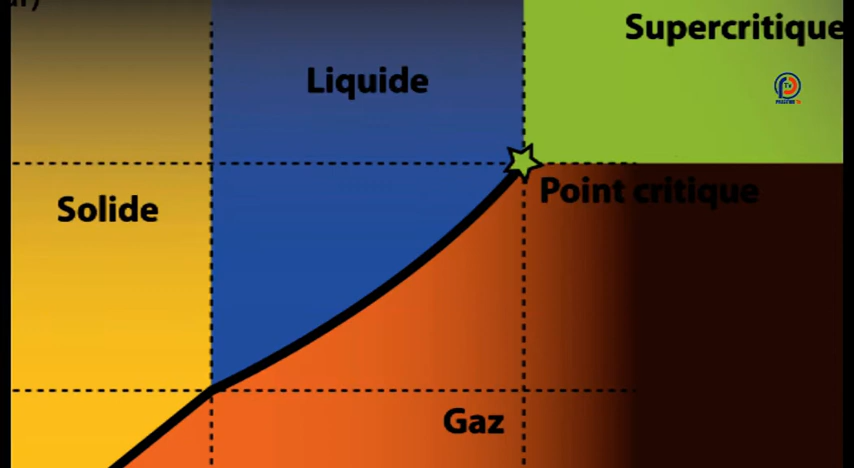 Supercritique
Liquide
Point critique
Solide
Gaz